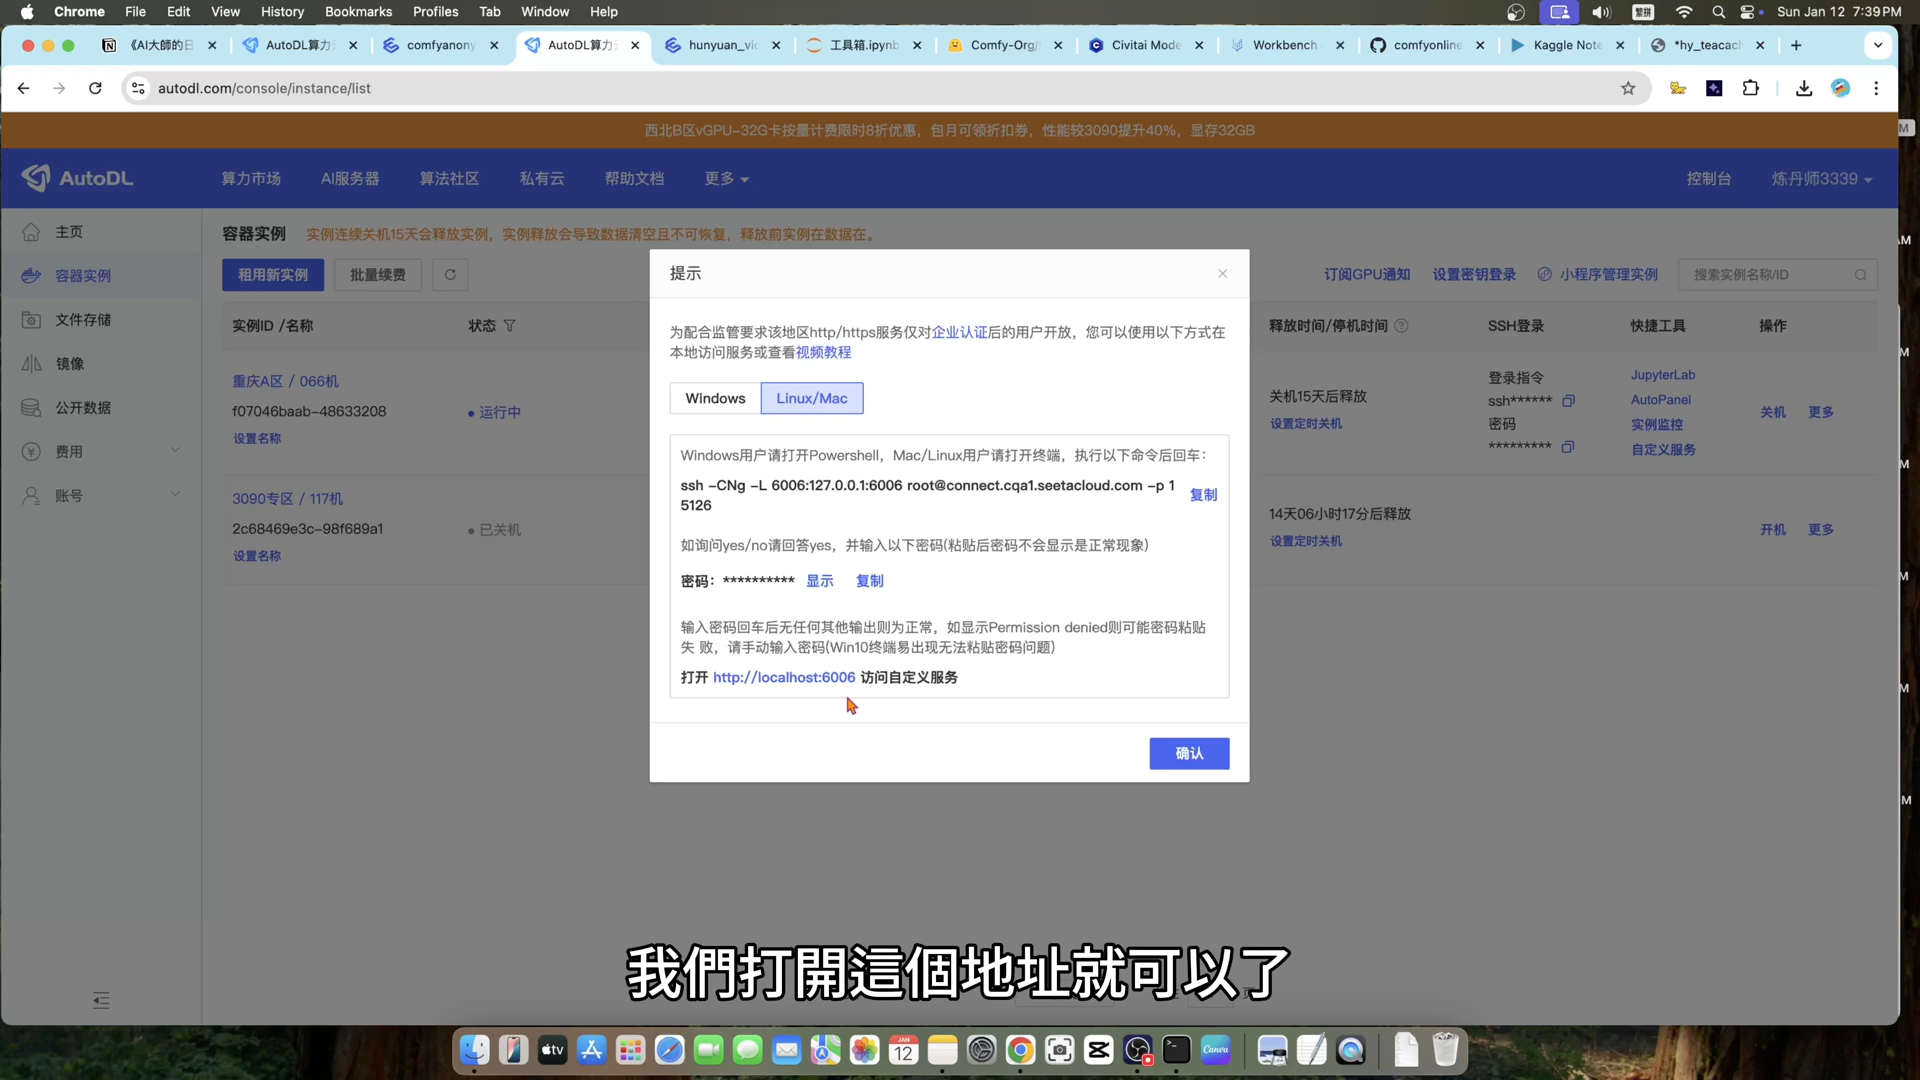 Chrome File Edit View History Bookmarks Profiles Tab Window Help 繁拼 Sun Jan 12 7:39 PM
《AI大師的日 AutoDL算力云 comfyanony AutoDL算力云 hunyuan_vid 工具箱.ipynb Comfy-Org/ Civitai Mode Workbench comfyonline Kaggle Note *hy_teacach
autodl.com/console/instance/list
西北B区vGPU-32G卡按量计费限时8折优惠，包月可领折扣券，性能较3090提升40%，显存32GB
AutoDL 算力市场 AI服务器 算法社区 私有云 帮助文档 更多 控制台 炼丹师3339
主页
容器实例
文件存储
镜像
公开数据
费用
账号
容器实例 实例连续关机15天会释放实例，实例释放会导致数据清空且不可恢复，释放前实例在数据在。
租用新实例 批量续费 订阅GPU通知 设置密钥登录 小程序管理实例 搜索实例名称/ID
实例ID /名称 状态 释放时间/停机时间 SSH登录 快捷工具 操作
重庆A区 / 066机
f07046baab-48633208
设置名称
运行中
关机15天后释放
设置定时关机
登录指令
ssh******
密码
*********
JupyterLab
AutoPanel
实例监控
自定义服务
关机 更多
3090专区 / 117机
2c68469e3c-98f689a1
设置名称
已关机
14天06小时17分后释放
设置定时关机
开机 更多
提示
为配合监管要求该地区http/https服务仅对企业认证后的用户开放，您可以使用以下方式在
本地访问服务或查看视频教程
Windows Linux/Mac
Windows用户请打开Powershell，Mac/Linux用户请打开终端，执行以下命令后回车：
ssh -CNg -L 6006:127.0.0.1:6006 root@connect.cqa1.seetacloud.com -p 1
5126
复制
如询问yes/no请回答yes，并输入以下密码(粘贴后密码不会显示是正常现象)
密码：********** 显示 复制
输入密码回车后无任何其他输出则为正常，如显示Permission denied则可能密码粘贴
失 败，请手动输入密码(Win10终端易出现无法粘贴密码问题)
打开 http://localhost:6006 访问自定义服务
确认
我們打開這個地址就可以了
tv JAN 12 Canva